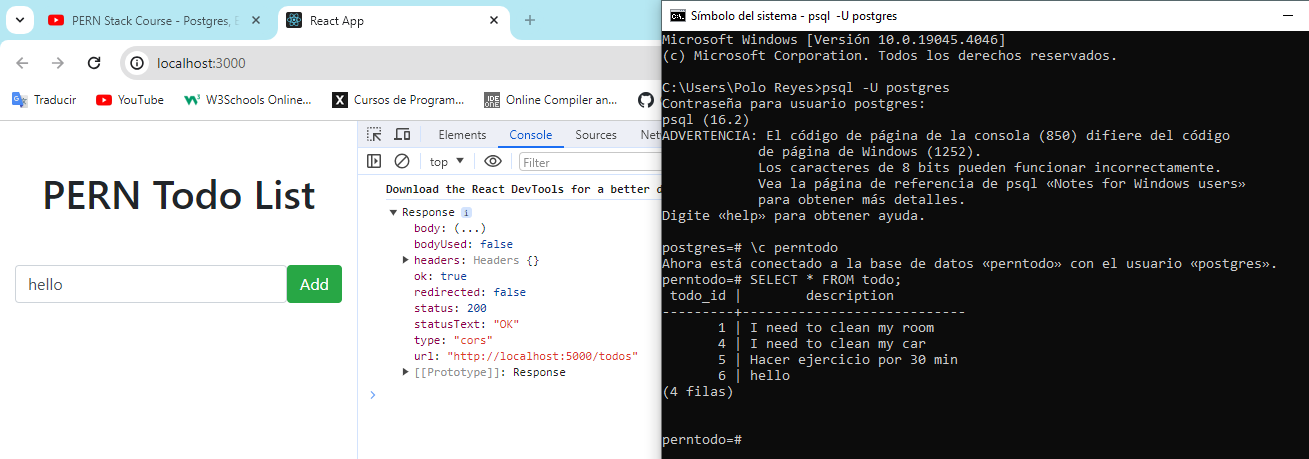 PERN Stack Course - Postgres, E
React App
localhost:3000
Traducir
YouTube
W3Schools Online...
Cursos de Program...
Online Compiler an...
PERN Todo List
hello
Add
Elements
Console
Sources
Net
top
Filter
Download the React DevTools for a better d
Response
body: (...)
bodyUsed: false
headers: Headers {}
ok: true
redirected: false
status: 200
statusText: "OK"
type: "cors"
url: "http://localhost:5000/todos"
[[Prototype]]: Response
Símbolo del sistema - psql -U postgres
Microsoft Windows [Versión 10.0.19045.4046]
(c) Microsoft Corporation. Todos los derechos reservados.
C:\Users\Polo Reyes>psql -U postgres
Contraseña para usuario postgres:
psql (16.2)
ADVERTENCIA: El código de página de la consola (850) difiere del código
de página de Windows (1252).
Los caracteres de 8 bits pueden funcionar incorrectamente.
Vea la página de referencia de psql «Notes for Windows users»
para obtener más detalles.
Digite «help» para obtener ayuda.
postgres=# \c perntodo
Ahora está conectado a la base de datos «perntodo» con el usuario «postgres».
perntodo=# SELECT * FROM todo;
todo_id | description
---------+----------------------------
1 | I need to clean my room
4 | I need to clean my car
5 | Hacer ejercicio por 30 min
6 | hello
(4 filas)
perntodo=#